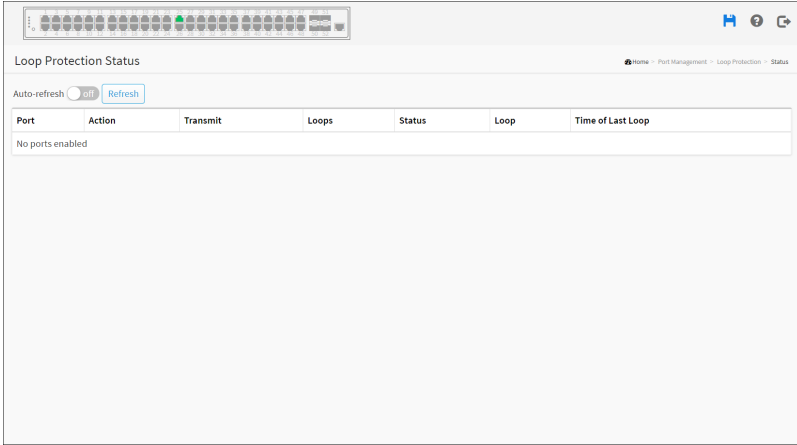 Loop Protection Status
Home > Port Management > Loop Protection > Status
Auto-refresh off Refresh
Port Action Transmit Loops Status Loop Time of Last Loop
No ports enabled